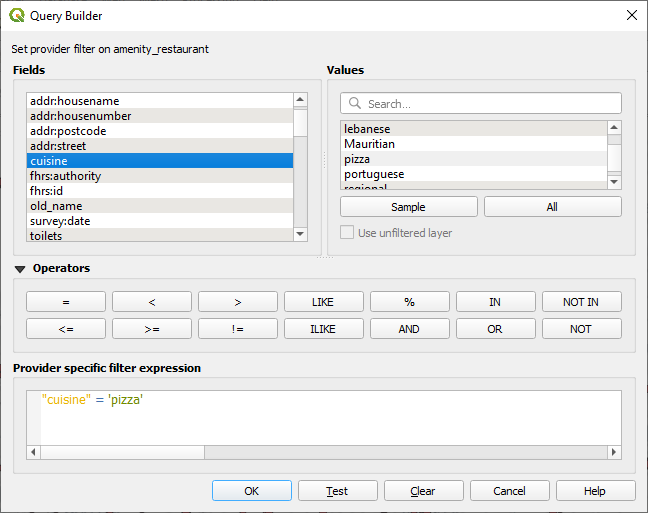 Query Builder
Set provider filter on amenity_restaurant
Fields
Values
addr:housename
addr:housenumber
addr:postcode
addr:street
cuisine
fhrs:authority
fhrs:id
old_name
survey:date
toilets
Search...
lebanese
Mauritian
pizza
portuguese
regional
Sample
All
Use unfiltered layer
Operators
= < > LIKE % IN NOT IN
<= >= != ILIKE AND OR NOT
Provider specific filter expression
"cuisine" = 'pizza'
OK Test Clear Cancel Help